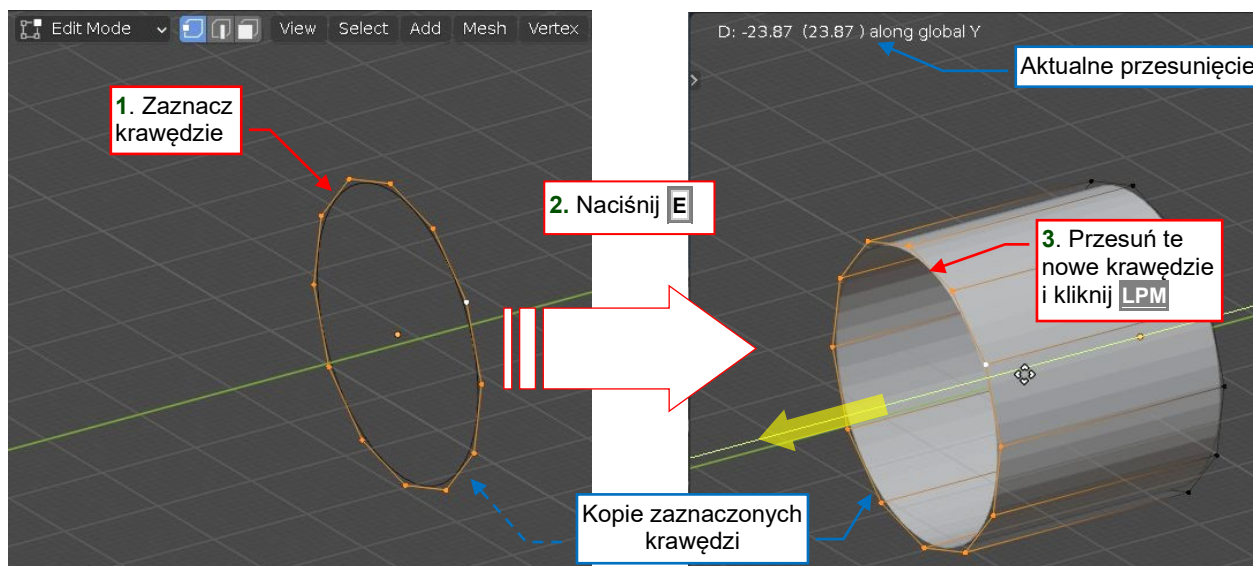 Edit Mode View Select Add Mesh Vertex
1. Zaznacz
krawędzie
2. Naciśnij E
D: -23.87 (23.87 ) along global Y
Aktualne przesunięcie
3. Przesuń te
nowe krawędzie
i kliknij LPM
Kopie zaznaczonych
krawędzi